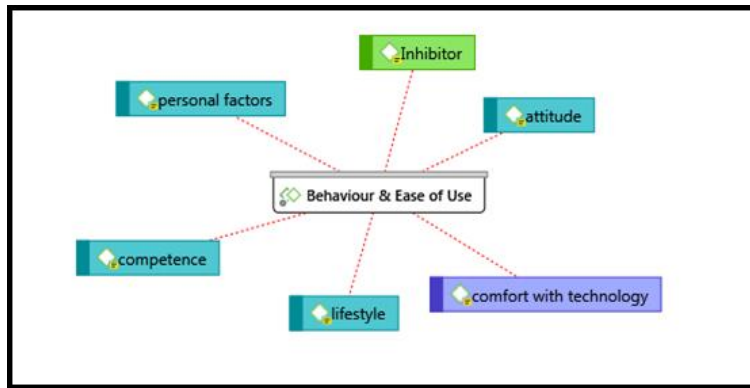 Inhibitor
personal factors
attitude
Behaviour & Ease of Use
competence
comfort with technology
lifestyle